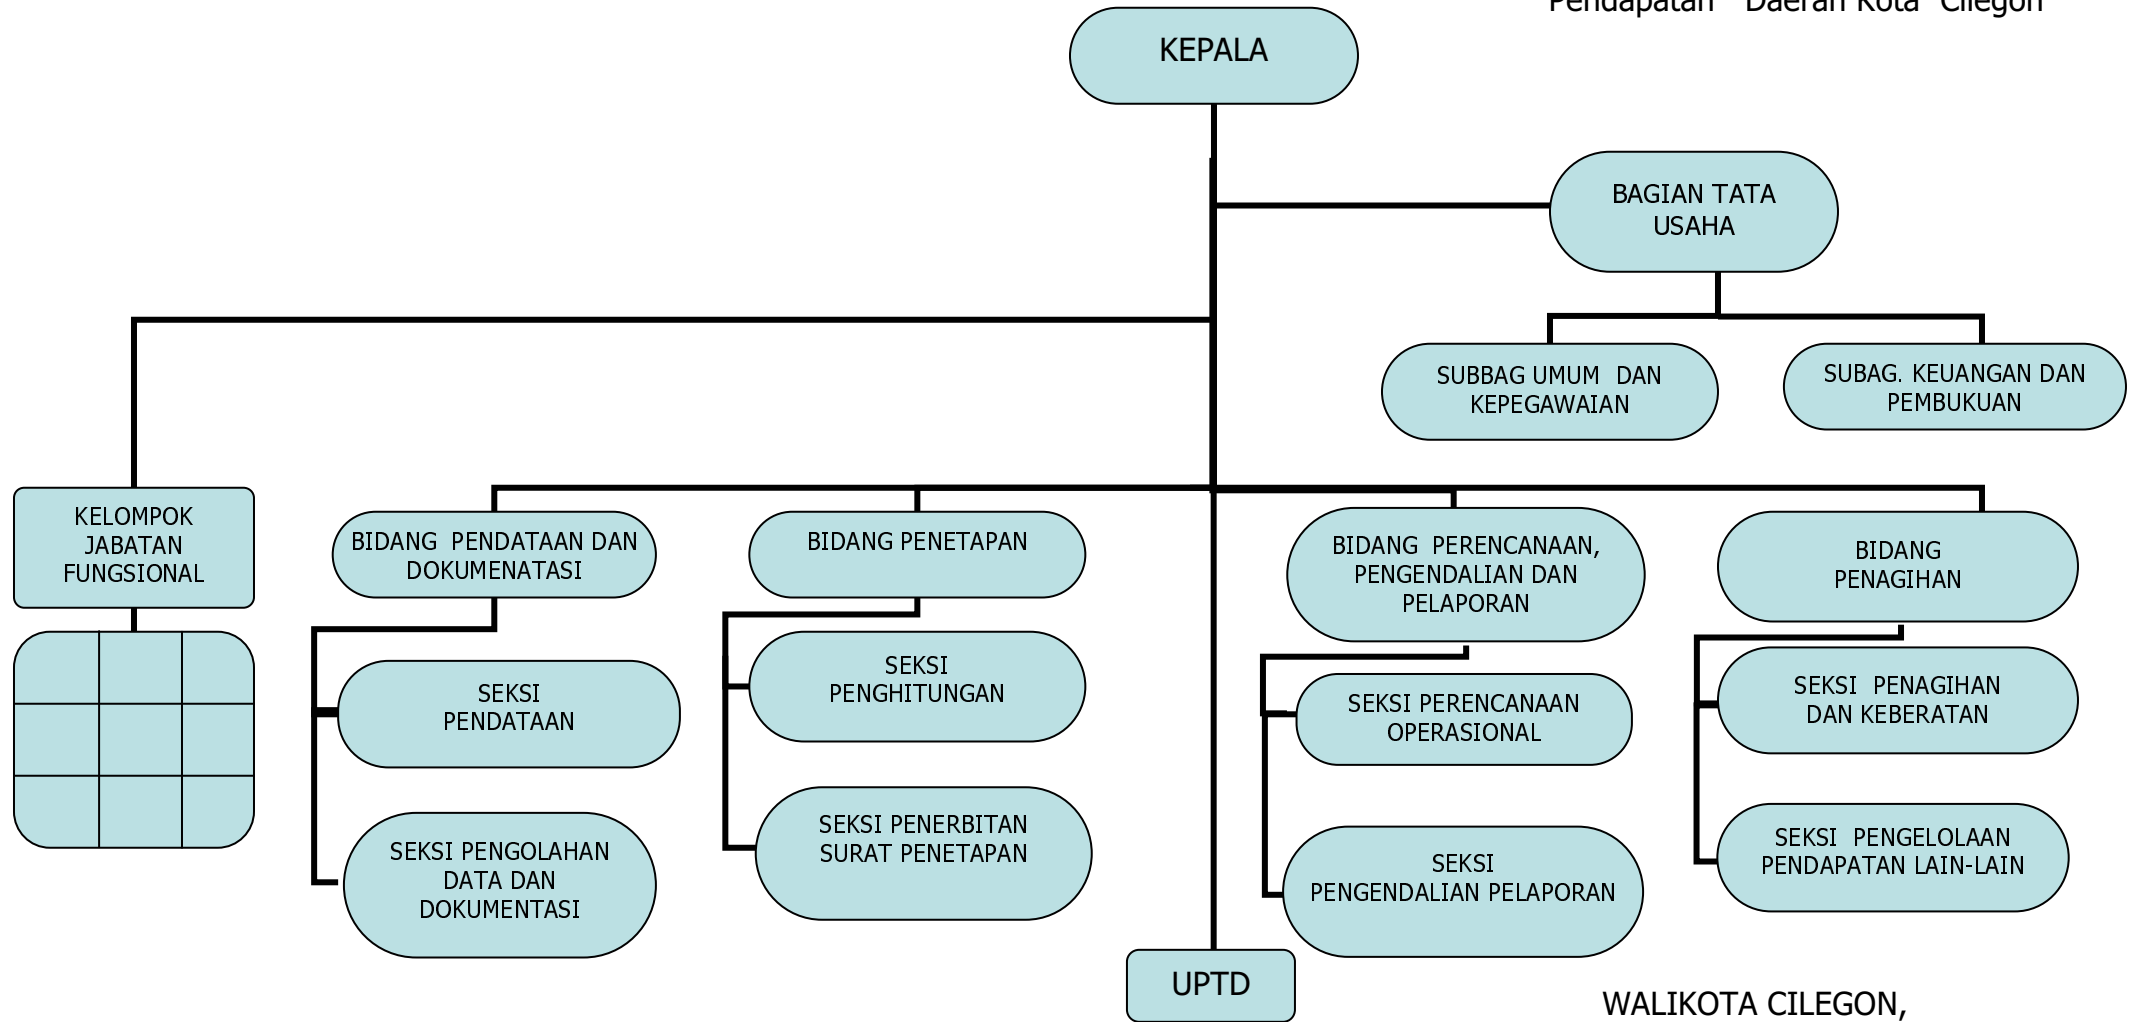 Pendapatan Daerah Kota Cilegon
KEPALA
BAGIAN TATA
USAHA
SUBBAG UMUM DAN
KEPEGAWAIAN
SUBAG. KEUANGAN DAN
PEMBUKUAN
KELOMPOK
JABATAN
FUNGSIONAL
BIDANG PENDATAAN DAN
DOKUMENATASI
BIDANG PENETAPAN
BIDANG PERENCANAAN,
PENGENDALIAN DAN
PELAPORAN
BIDANG
PENAGIHAN
SEKSI
PENDATAAN
SEKSI
PENGHITUNGAN
SEKSI PERENCANAAN
OPERASIONAL
SEKSI PENAGIHAN
DAN KEBERATAN
SEKSI PENGOLAHAN
DATA DAN
DOKUMENTASI
SEKSI PENERBITAN
SURAT PENETAPAN
SEKSI
PENGENDALIAN PELAPORAN
SEKSI PENGELOLAAN
PENDAPATAN LAIN-LAIN
UPTD
WALIKOTA CILEGON,